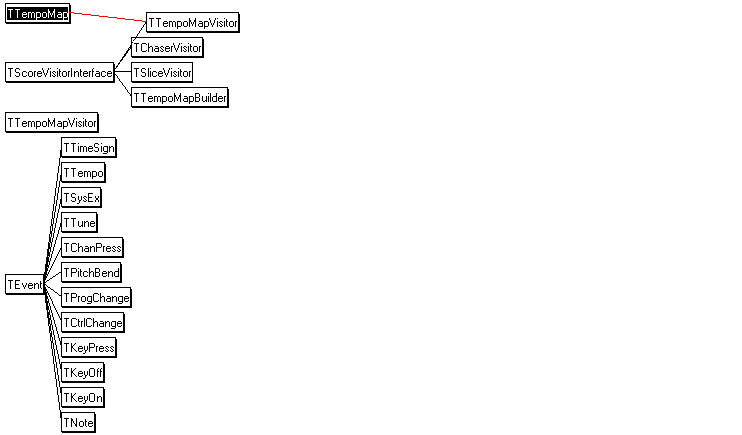 TTempoMap
TTempoMapVisitor
TChaserVisitor
TScoreVisitorInterface
TSliceVisitor
TTempoMapBuilder
TTempoMapVisitor
TTimeSign
TTempo
TSysEx
TTune
TChanPress
TPitchBend
TEvent
TProgChange
TCtrlChange
TKeyPress
TKeyOff
TKeyOn
TNote